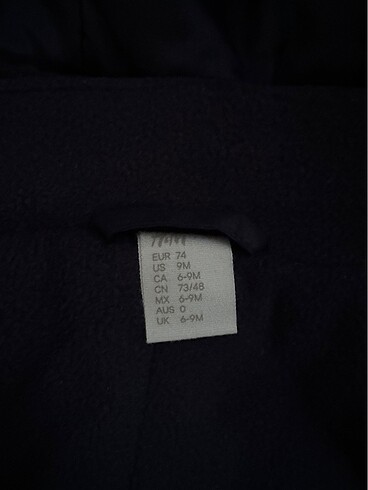 H&M
EUR 74
US 9M
CA 6-9M
CN 73/48
MX 6-9M
AUS 0
UK 6-9M